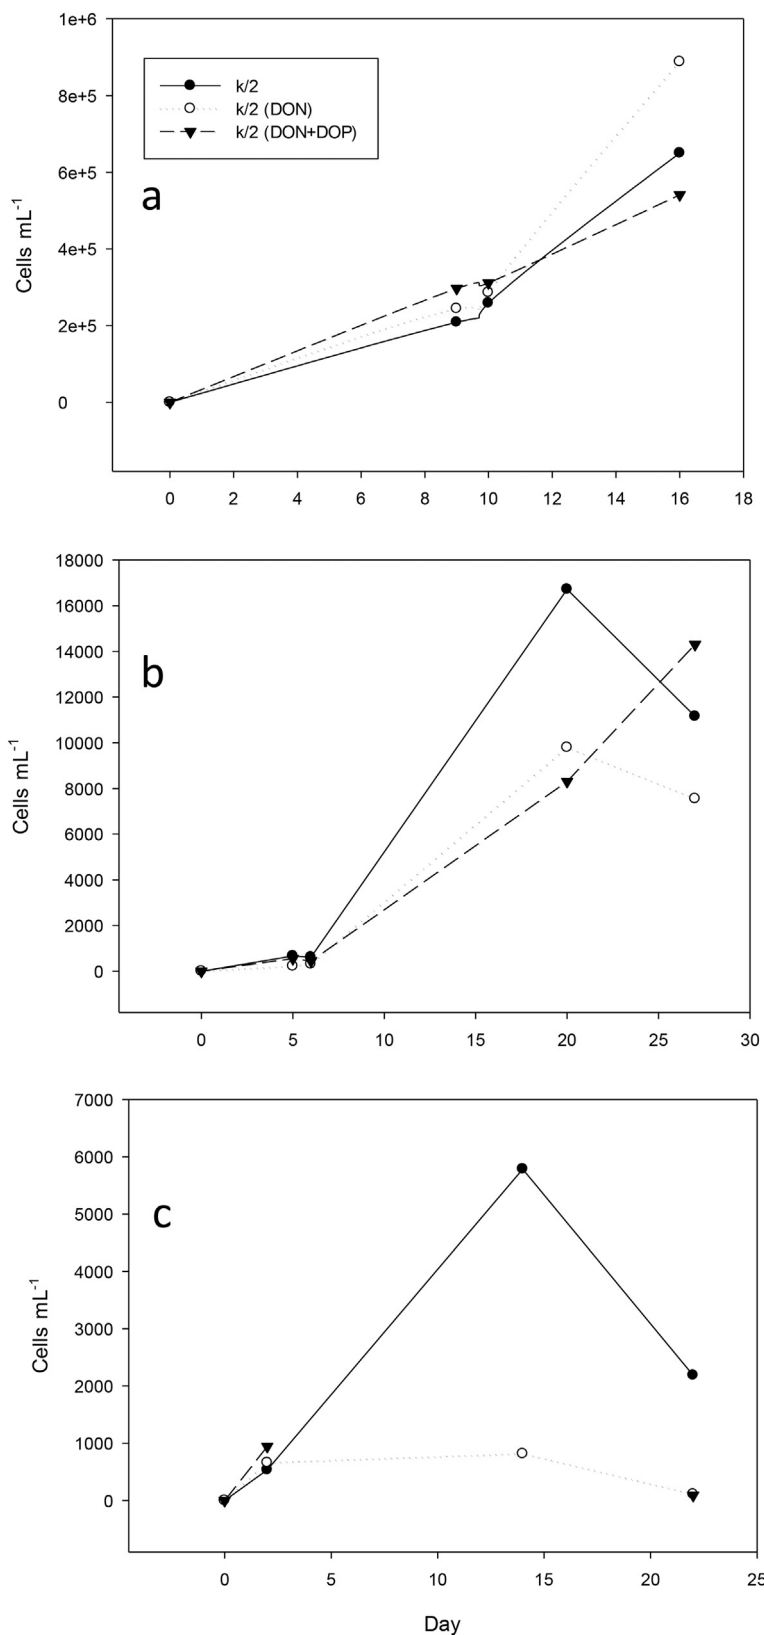 1e+6
8e+5
6e+5
4e+5
2e+5
0
Cells mL-1
k/2
k/2 (DON)
k/2 (DON+DOP)
a
0 2 4 6 8 10 12 14 16 18
18000
16000
14000
12000
10000
8000
6000
4000
2000
0
Cells mL-1
b
0 5 10 15 20 25 30
7000
6000
5000
4000
3000
2000
1000
0
Cells mL-1
c
0 5 10 15 20 25
Day